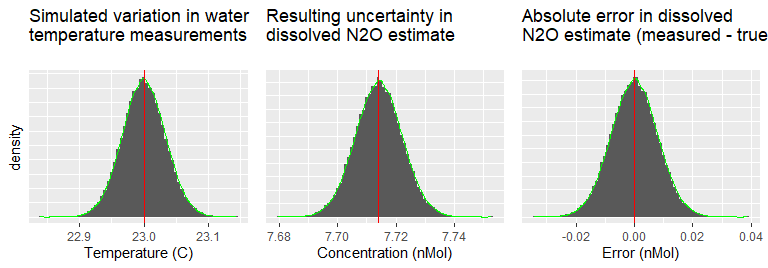 Simulated variation in water
temperature measurements
Resulting uncertainty in
dissolved N2O estimate
Absolute error in dissolved
N2O estimate (measured - true
density
22.9 23.0 23.1
Temperature (C)
7.68 7.70 7.72 7.74
Concentration (nMol)
-0.02 0.00 0.02 0.04
Error (nMol)